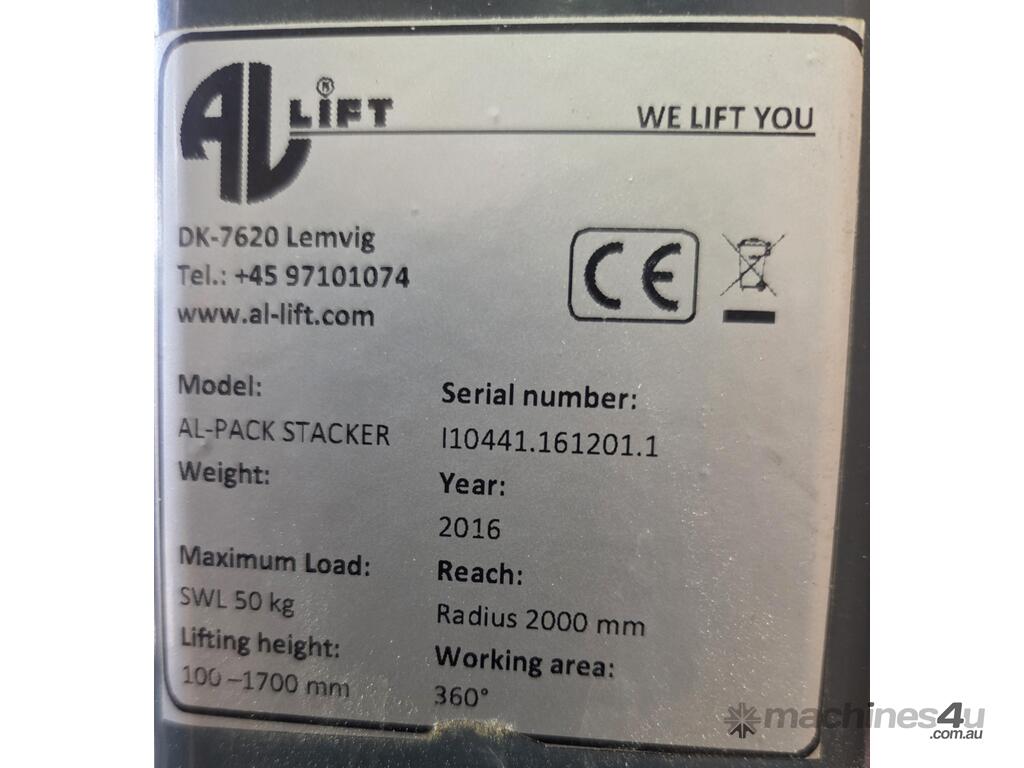 AL LIFT ®
WE LIFT YOU
DK-7620 Lemvig
Tel.: +45 97101074
www.al-lift.com
CE
Model:
AL-PACK STACKER
Weight:
Maximum Load:
SWL 50 kg
Lifting height:
100 –1700 mm
Serial number:
I10441.161201.1
Year:
2016
Reach:
Radius 2000 mm
Working area:
360°
machines4u
.com.au